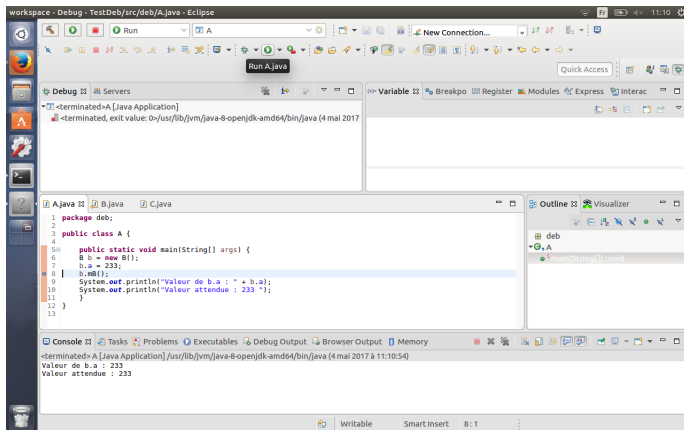 workspace - Debug - TestDeb/src/deb/A.java - Eclipse
Fr
11:10
Run
A
New Connection...
Run A.java
Quick Access
Debug
Servers
Variable
Breakpo
Register
Modules
Express
Interac
<terminated>A [Java Application]
<terminated, exit value: 0>/usr/lib/jvm/java-8-openjdk-amd64/bin/java (4 mai 2017
A.java
B.java
C.java
Outline
Visualizer
1 package deb;
2
3 public class A {
4
5 public static void main(String[] args) {
6 B b = new B();
7 b.a = 233;
8 b.mB();
9 System.out.println("Valeur de b.a : " + b.a);
10 System.out.println("Valeur attendue : 233 ");
11 }
12 }
13
deb
A
main(String[]) : void
Console
Tasks
Problems
Executables
Debug Output
Browser Output
Memory
<terminated> A [Java Application] /usr/lib/jvm/java-8-openjdk-amd64/bin/java (4 mai 2017 à 11:10:54)
Valeur de b.a : 233
Valeur attendue : 233
Writable
Smart Insert
8 : 1